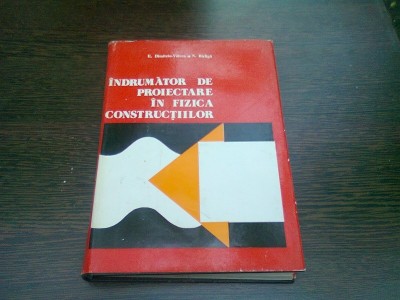 ÎNDRUMĂTOR DE
PROIECTARE
ÎN FIZICA
CONSTRUCȚIILOR